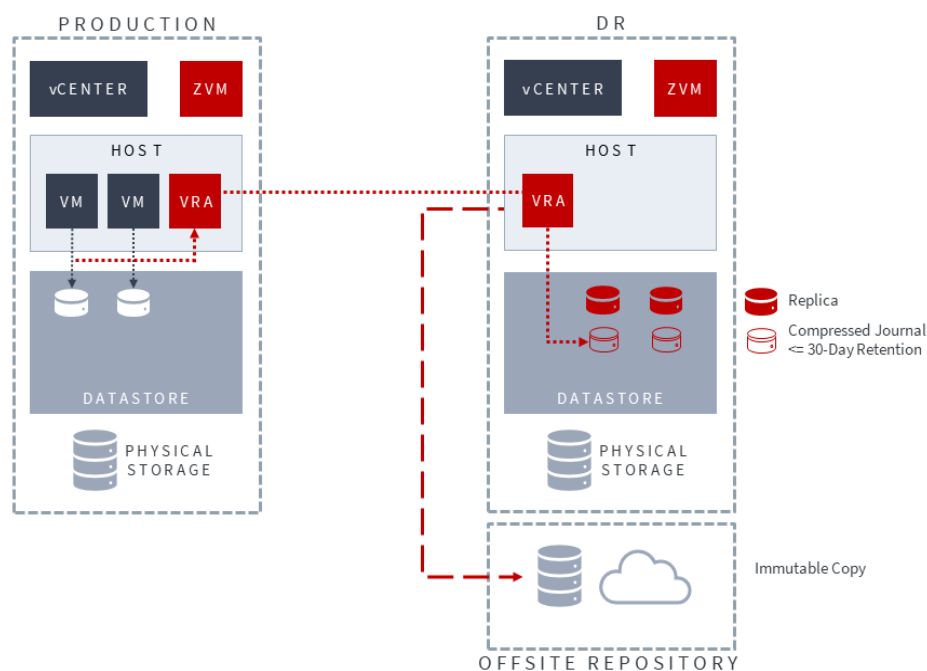 PRODUCTION
vCENTER
ZVM
HOST
VM
VM
VRA
DATASTORE
PHYSICAL
STORAGE
DR
vCENTER
ZVM
HOST
VRA
DATASTORE
PHYSICAL
STORAGE
Replica
Compressed Journal
<= 30-Day Retention
Immutable Copy
OFFSITE REPOSITORY